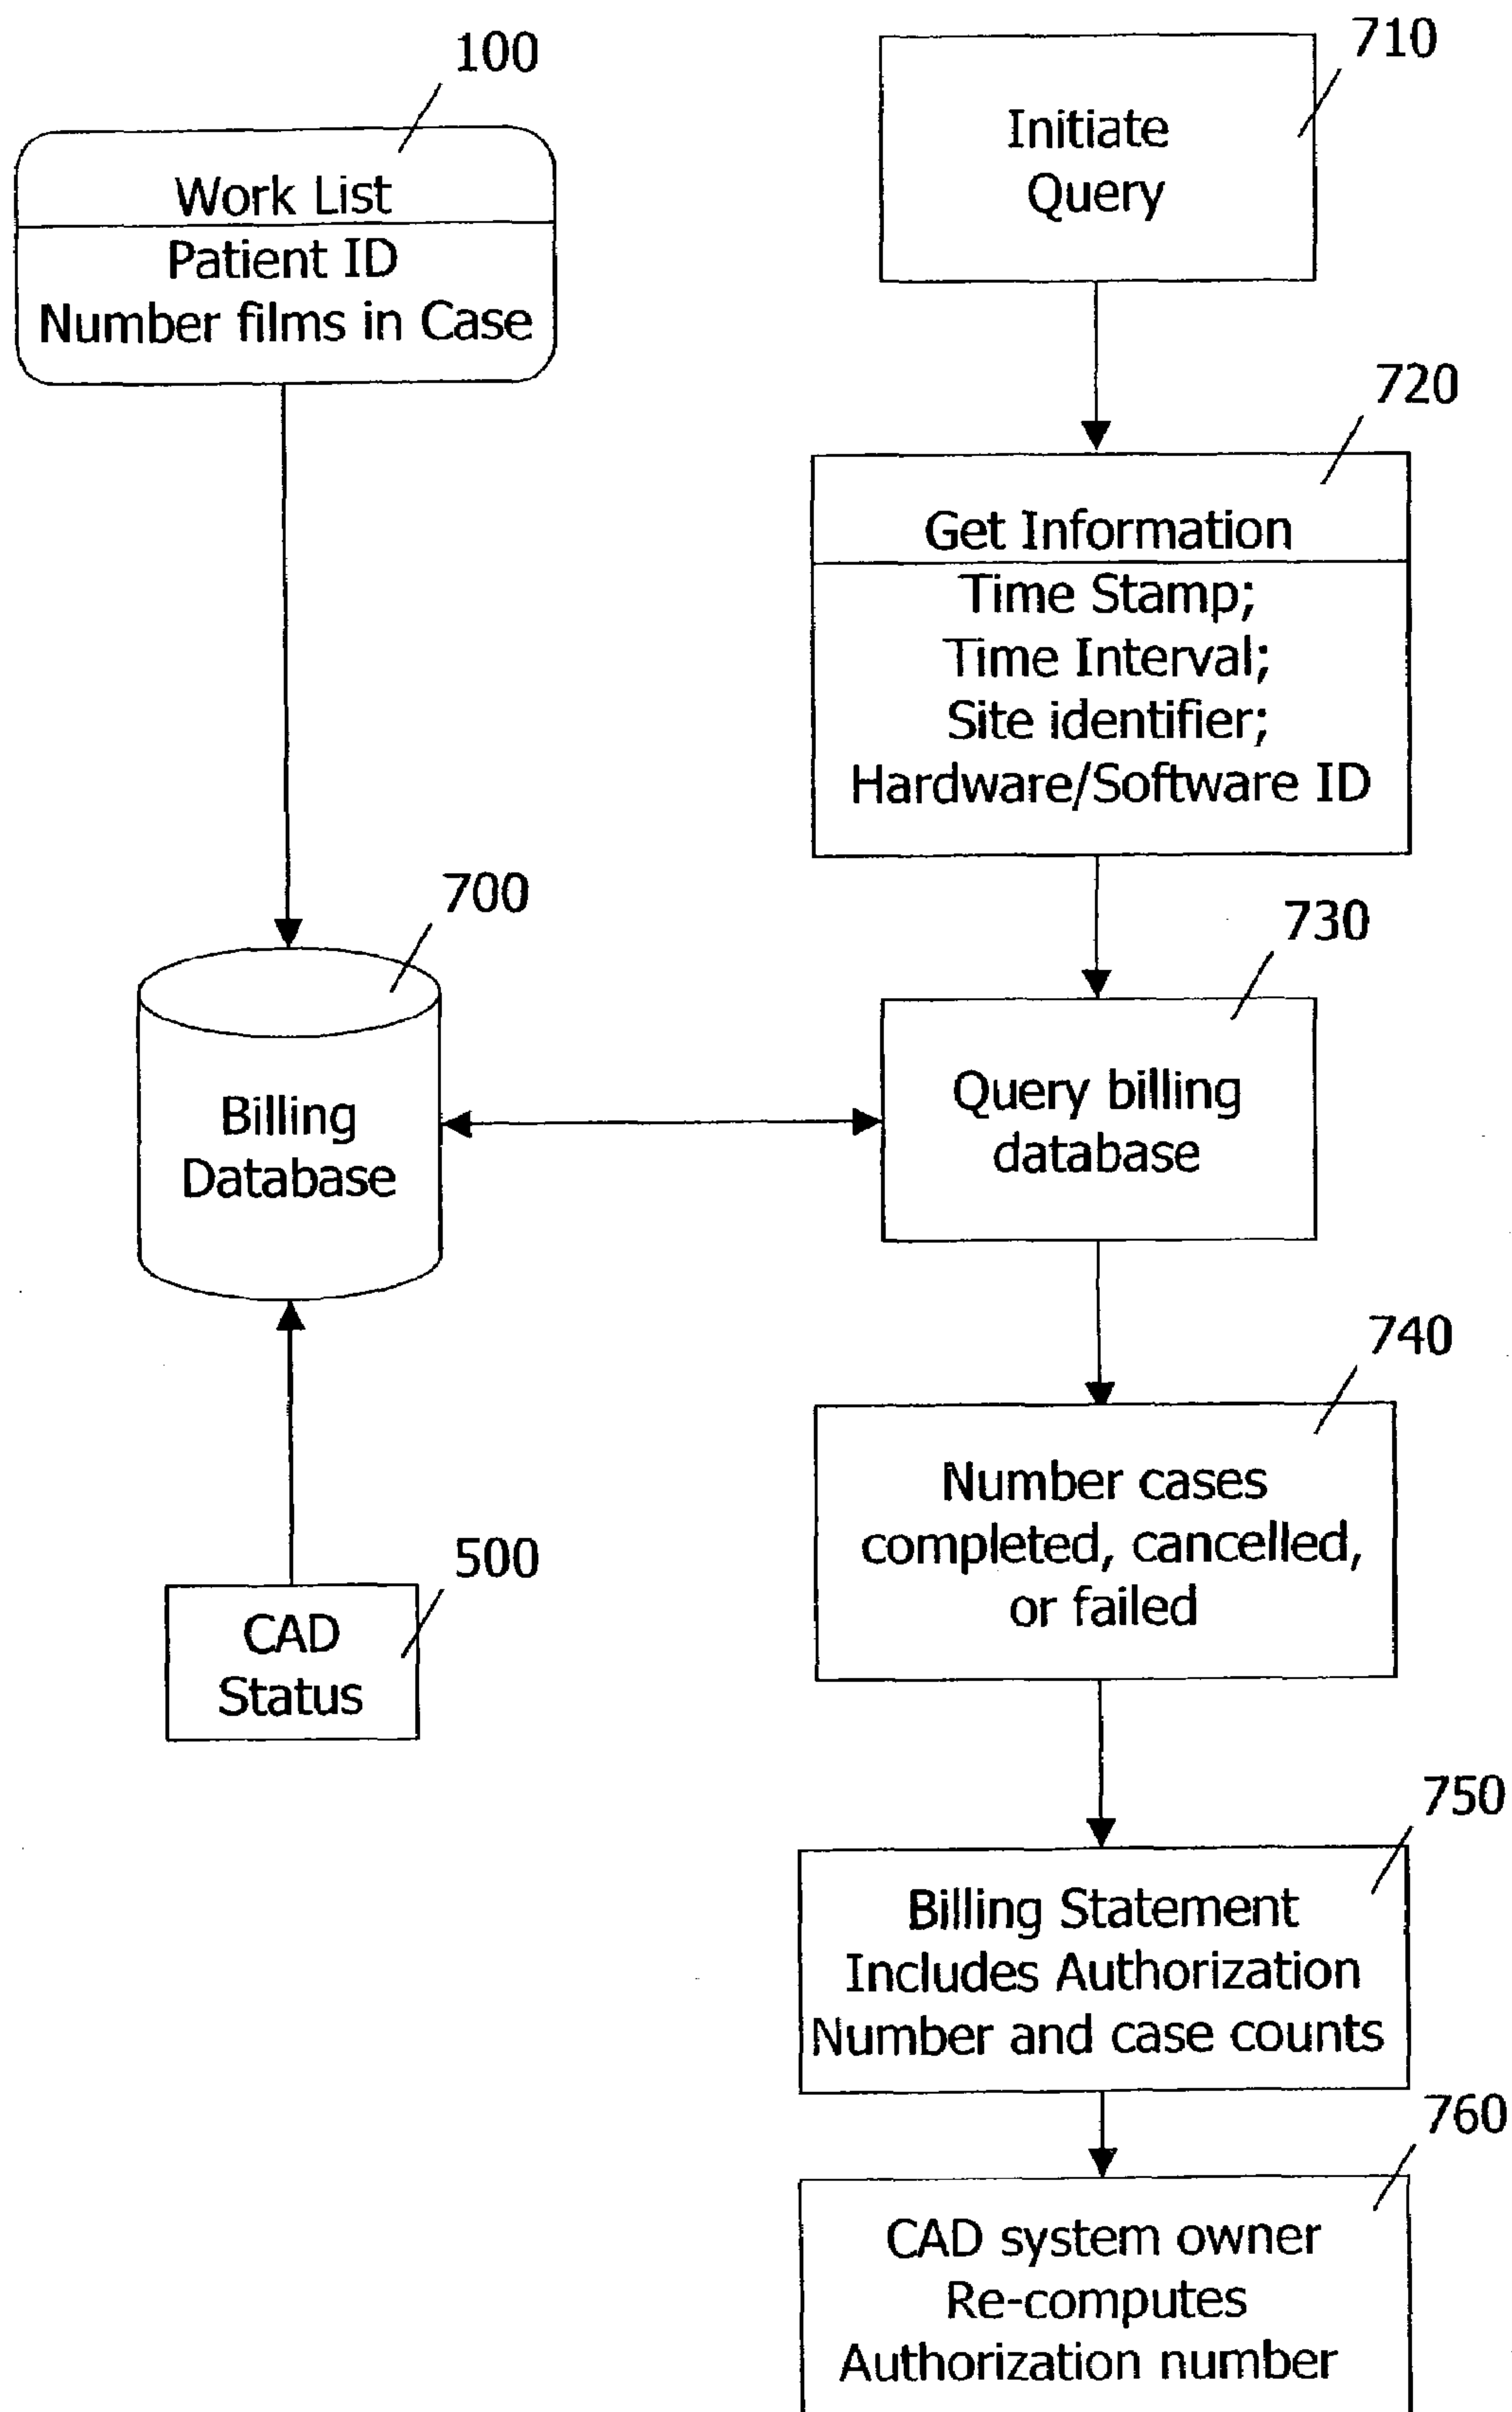 100
Work List
Patient ID
Number films in Case
710
Initiate
Query
720
Get Information
Time Stamp;
Time Interval;
Site identifier;
Hardware/Software ID
700
Billing
Database
730
Query billing
database
740
Number cases
completed, cancelled,
or failed
500
CAD
Status
750
Billing Statement
Includes Authorization
Number and case counts
760
CAD system owner
Re-computes
Authorization number